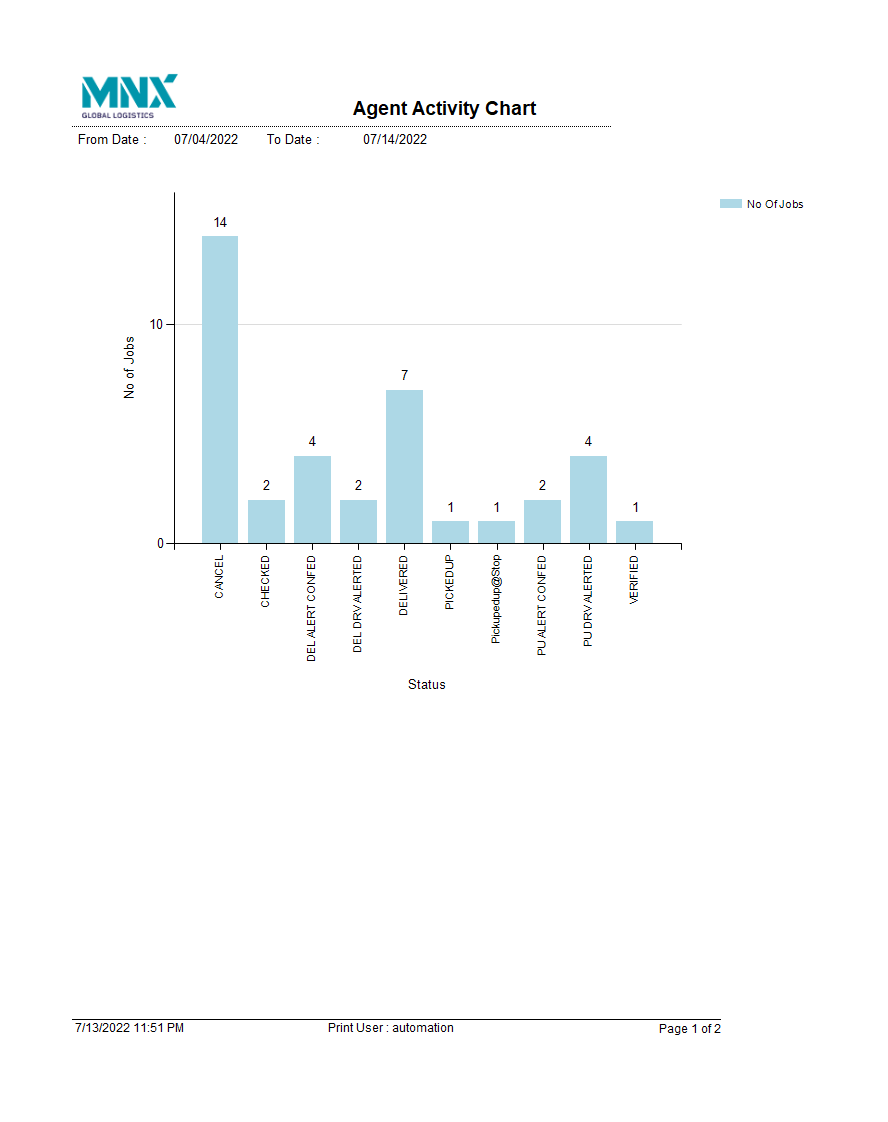 MNX
GLOBAL LOGISTICS
Agent Activity Chart
From Date : 07/04/2022 To Date : 07/14/2022
No Of Jobs
14
10
No of Jobs
7
4
4
2
2
2
1
1
1
0
CANCEL
CHECKED
DEL ALERT CONFED
DEL DRV ALERTED
DELIVERED
PICKEDUP
Pickupedup@Stop
PU ALERT CONFED
PU DRV ALERTED
VERIFIED
Status
7/13/2022 11:51 PM Print User : automation Page 1 of 2